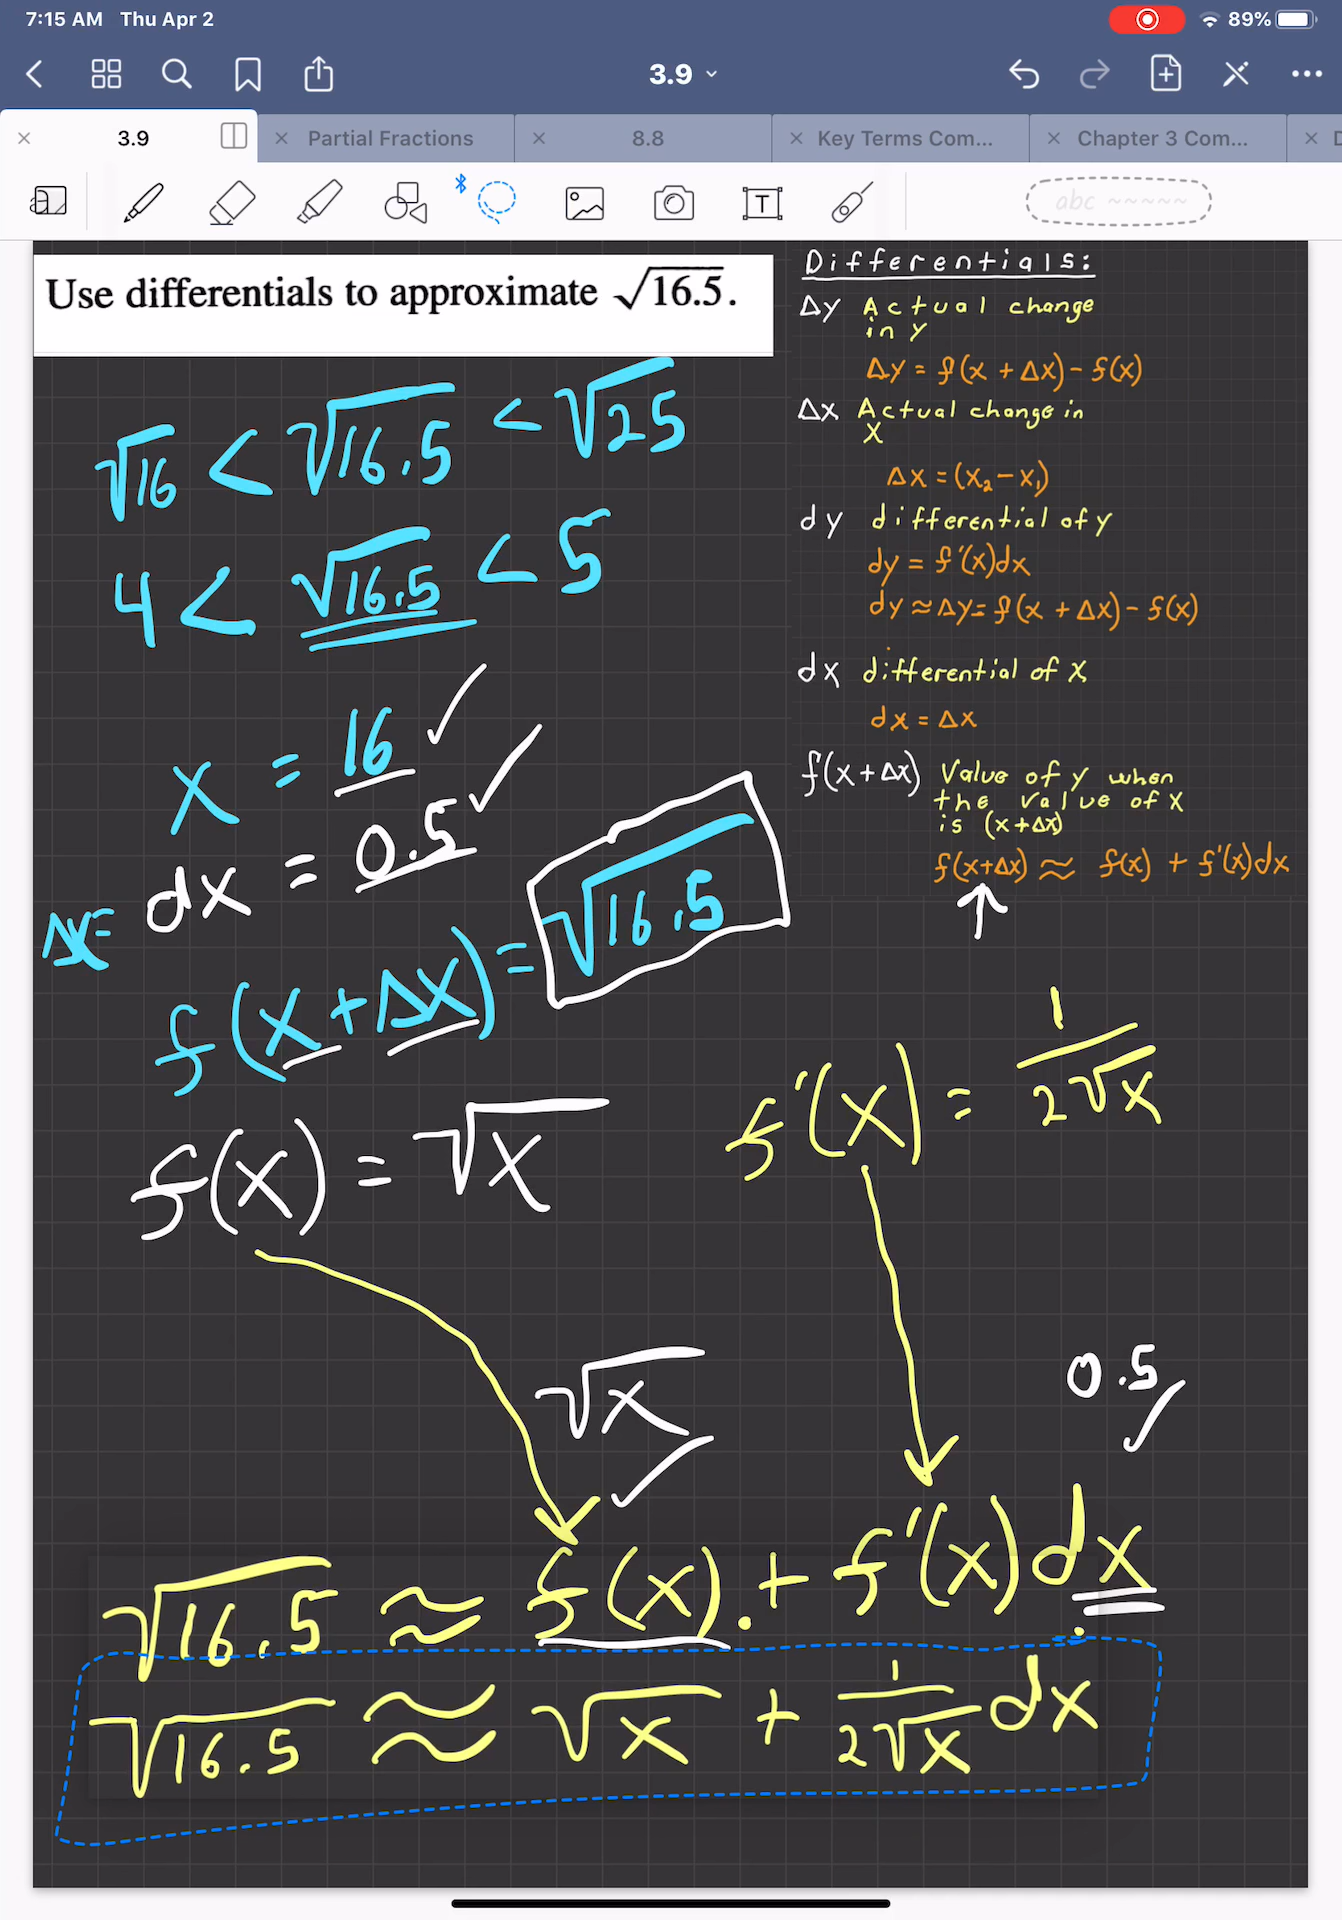 7:15 AM Thu Apr 2
89%
3.9
3.9
Partial Fractions
8.8
Key Terms Com...
Chapter 3 Com...
D
T
abc
Use differentials to approximate √16.5.
√16 < √16.5 < √25
4 < √16.5 < 5
x = 16 ✓
dx = 0.5 ✓
Δx=
f(x+Δx) = √16.5
f(x) = √x
Differentials:
Δy Actual change
in y
Δy = f(x + Δx) - f(x)
Δx Actual change in
x
Δx = (x₂ - x₁)
dy differential of y
dy = f'(x)dx
dy ≈ Δy = f(x + Δx) - f(x)
dx differential of x
dx = Δx
f(x+Δx) Value of y when
the value of x
is (x+Δx)
f(x+Δx) ≈ f(x) + f'(x)dx
f'(x) = 1/2√x
√x ✓
0.5 ✓
√16.5 ≈ f(x) + f'(x)dx
√16.5 ≈ √x + 1/2√x dx